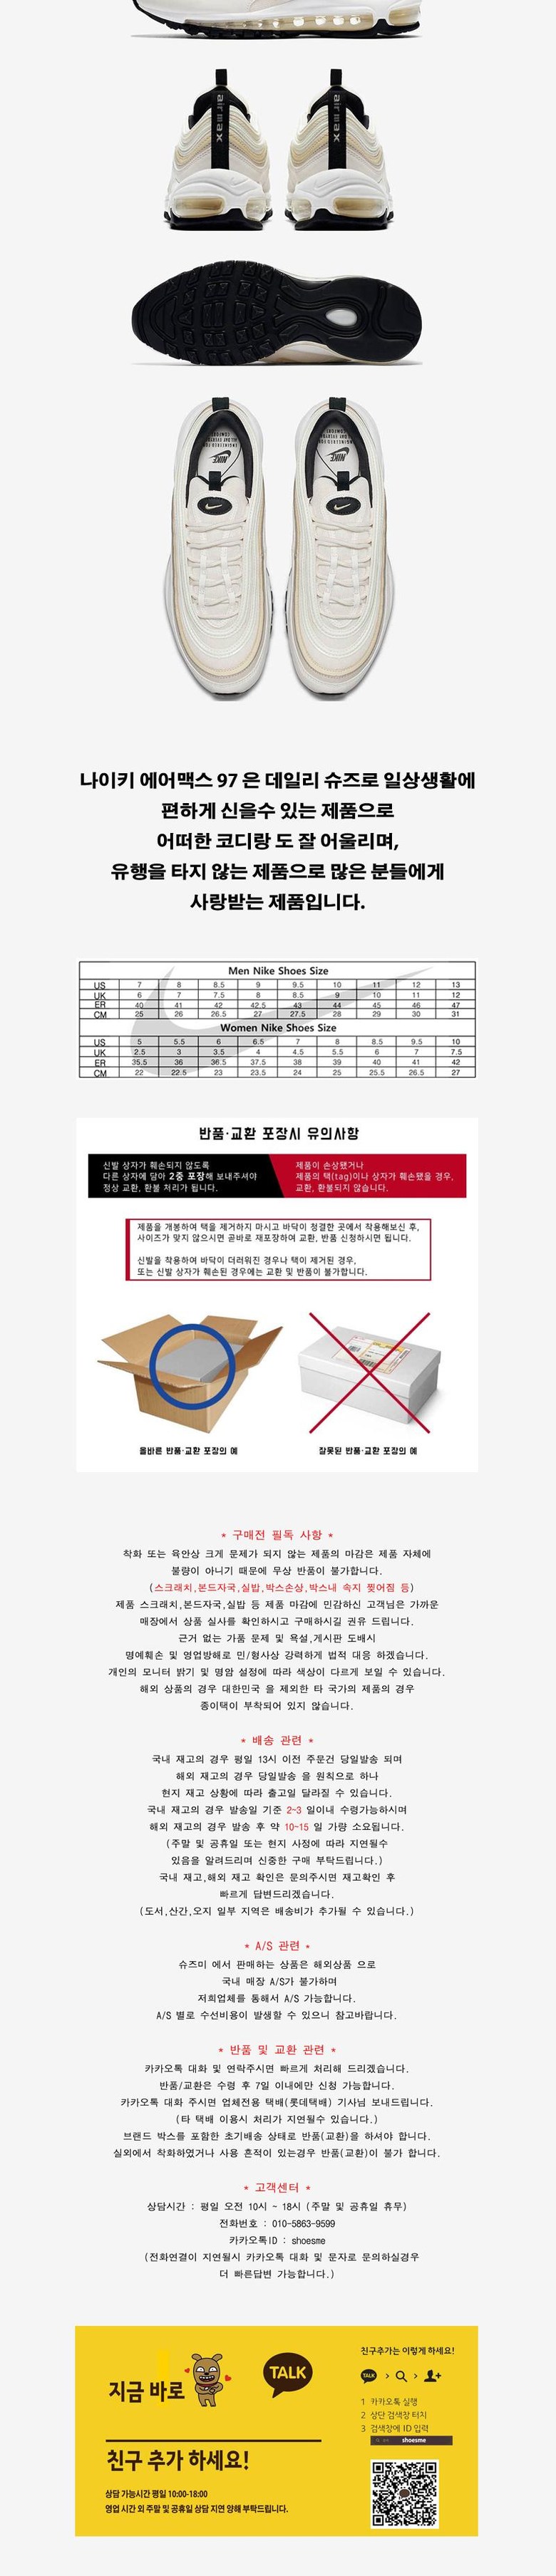 air max
air max
NIKE
NIKE
나이키 에어맥스 97 은 데일리 슈즈로 일상생활에
편하게 신을수 있는 제품으로
어떠한 코디랑 도 잘 어울리며,
유행을 타지 않는 제품으로 많은 분들에게
사랑받는 제품입니다.
Men Nike Shoes Size
US 7 8 8.5 9 9.5 10 11 12 13
UK 6 7 7.5 8 8.5 9 10 11 12
ER 40 41 42 42.5 43 44 45 46 47
CM 25 26 26.5 27 27.5 28 29 30 31
Women Nike Shoes Size
US 5 5.5 6 6.5 7 8 8.5 9.5 10
UK 2.5 3 3.5 4 4.5 5.5 6 7 7.5
ER 35.5 36 36.5 37.5 38 39 40 41 42
CM 22 22.5 23 23.5 24 25 25.5 26.5 27
반품·교환 포장시 유의사항
신발 상자가 훼손되지 않도록
다른 상자에 담아 2중 포장해 보내주셔야
정상 교환, 환불 처리가 됩니다.
제품이 손상됐거나
제품의 택(tag)이나 상자가 훼손됐을 경우,
교환, 환불되지 않습니다.
제품을 개봉하여 택을 제거하지 마시고 바닥이 청결한 곳에서 착용해보신 후,
사이즈가 맞지 않으시면 곧바로 재포장하여 교환, 반품 신청하시면 됩니다.
신발을 착용하여 바닥이 더러워진 경우나 택이 제거된 경우,
또는 신발 상자가 훼손된 경우에는 교환 및 반품이 불가합니다.
올바른 반품·교환 포장의 예
잘못된 반품·교환 포장의 예
* 구매전 필독 사항 *
착화 또는 육안상 크게 문제가 되지 않는 제품의 마감은 제품 자체에
불량이 아니기 때문에 무상 반품이 불가합니다.
(스크래치,본드자국,실밥,박스손상,박스내 속지 찢어짐 등)
제품 스크래치,본드자국,실밥 등 제품 마감에 민감하신 고객님은 가까운
매장에서 상품 실사를 확인하시고 구매하시길 권유 드립니다.
근거 없는 가품 문제 및 욕설,게시판 도배시
명예훼손 및 영업방해로 민/형사상 강력하게 법적 대응 하겠습니다.
개인의 모니터 밝기 및 명암 설정에 따라 색상이 다르게 보일 수 있습니다.
해외 상품의 경우 대한민국 을 제외한 타 국가의 제품의 경우
종이택이 부착되어 있지 않습니다.
* 배송 관련 *
국내 재고의 경우 평일 13시 이전 주문건 당일발송 되며
해외 재고의 경우 당일발송 을 원칙으로 하나
현지 재고 상황에 따라 출고일 달라질 수 있습니다.
국내 재고의 경우 발송일 기준 2~3 일이내 수령가능하시며
해외 재고의 경우 발송 후 약 10~15 일 가량 소요됩니다.
(주말 및 공휴일 또는 현지 사정에 따라 지연될수
있음을 알려드리며 신중한 구매 부탁드립니다.)
국내 재고,해외 재고 확인은 문의주시면 재고확인 후
빠르게 답변드리겠습니다.
(도서,산간,오지 일부 지역은 배송비가 추가될 수 있습니다.)
* A/S 관련 *
슈즈미 에서 판매하는 상품은 해외상품 으로
국내 매장 A/S가 불가하며
저희업체를 통해서 A/S 가능합니다.
A/S 별로 수선비용이 발생할 수 있으니 참고바랍니다.
* 반품 및 교환 관련 *
카카오톡 대화 및 연락주시면 빠르게 처리해 드리겠습니다.
반품/교환은 수령 후 7일 이내에만 신청 가능합니다.
카카오톡 대화 주시면 업체전용 택배(롯데택배) 기사님 보내드립니다.
(타 택배 이용시 처리가 지연될수 있습니다.)
브랜드 박스를 포함한 초기배송 상태로 반품(교환)을 하셔야 합니다.
실외에서 착화하였거나 사용 흔적이 있는경우 반품(교환)이 불가 합니다.
* 고객센터 *
상담시간 : 평일 오전 10시 ~ 18시 (주말 및 공휴일 휴무)
전화번호 : 010-5863-9599
카카오톡ID : shoesme
(전화연결이 지연될시 카카오톡 대화 및 문자로 문의하실경우
더 빠른답변 가능합니다.)
지금 바로
TALK
친구 추가 하세요!
상담 가능시간 평일 10:00-18:00
영업 시간 외 주말 및 공휴일 상담 지연 양해 부탁드립니다.
친구추가는 이렇게 하세요!
TALK > >
1 카카오톡 실행
2 상단 검색창 터치
3 검색창에 ID 입력
shoesme